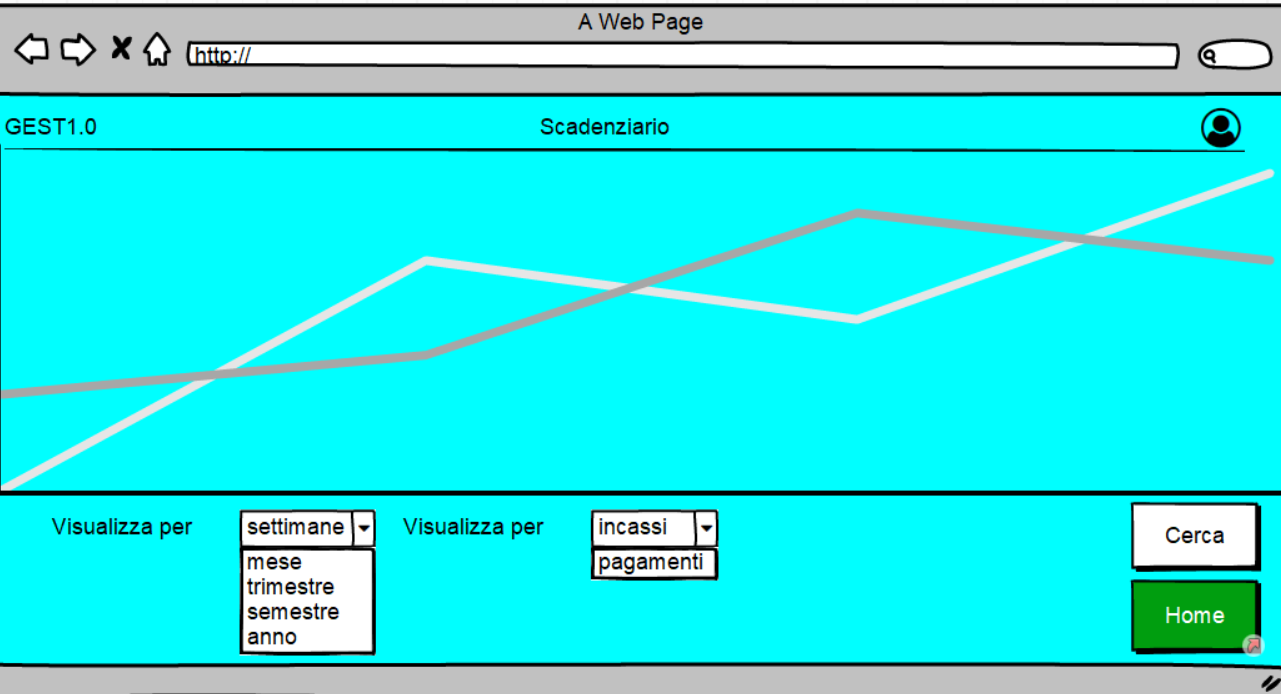 A Web Page
http://
GEST1.0
Scadenziario
Visualizza per
settimane
mese
trimestre
semestre
anno
Visualizza per
incassi
pagamenti
Cerca
Home